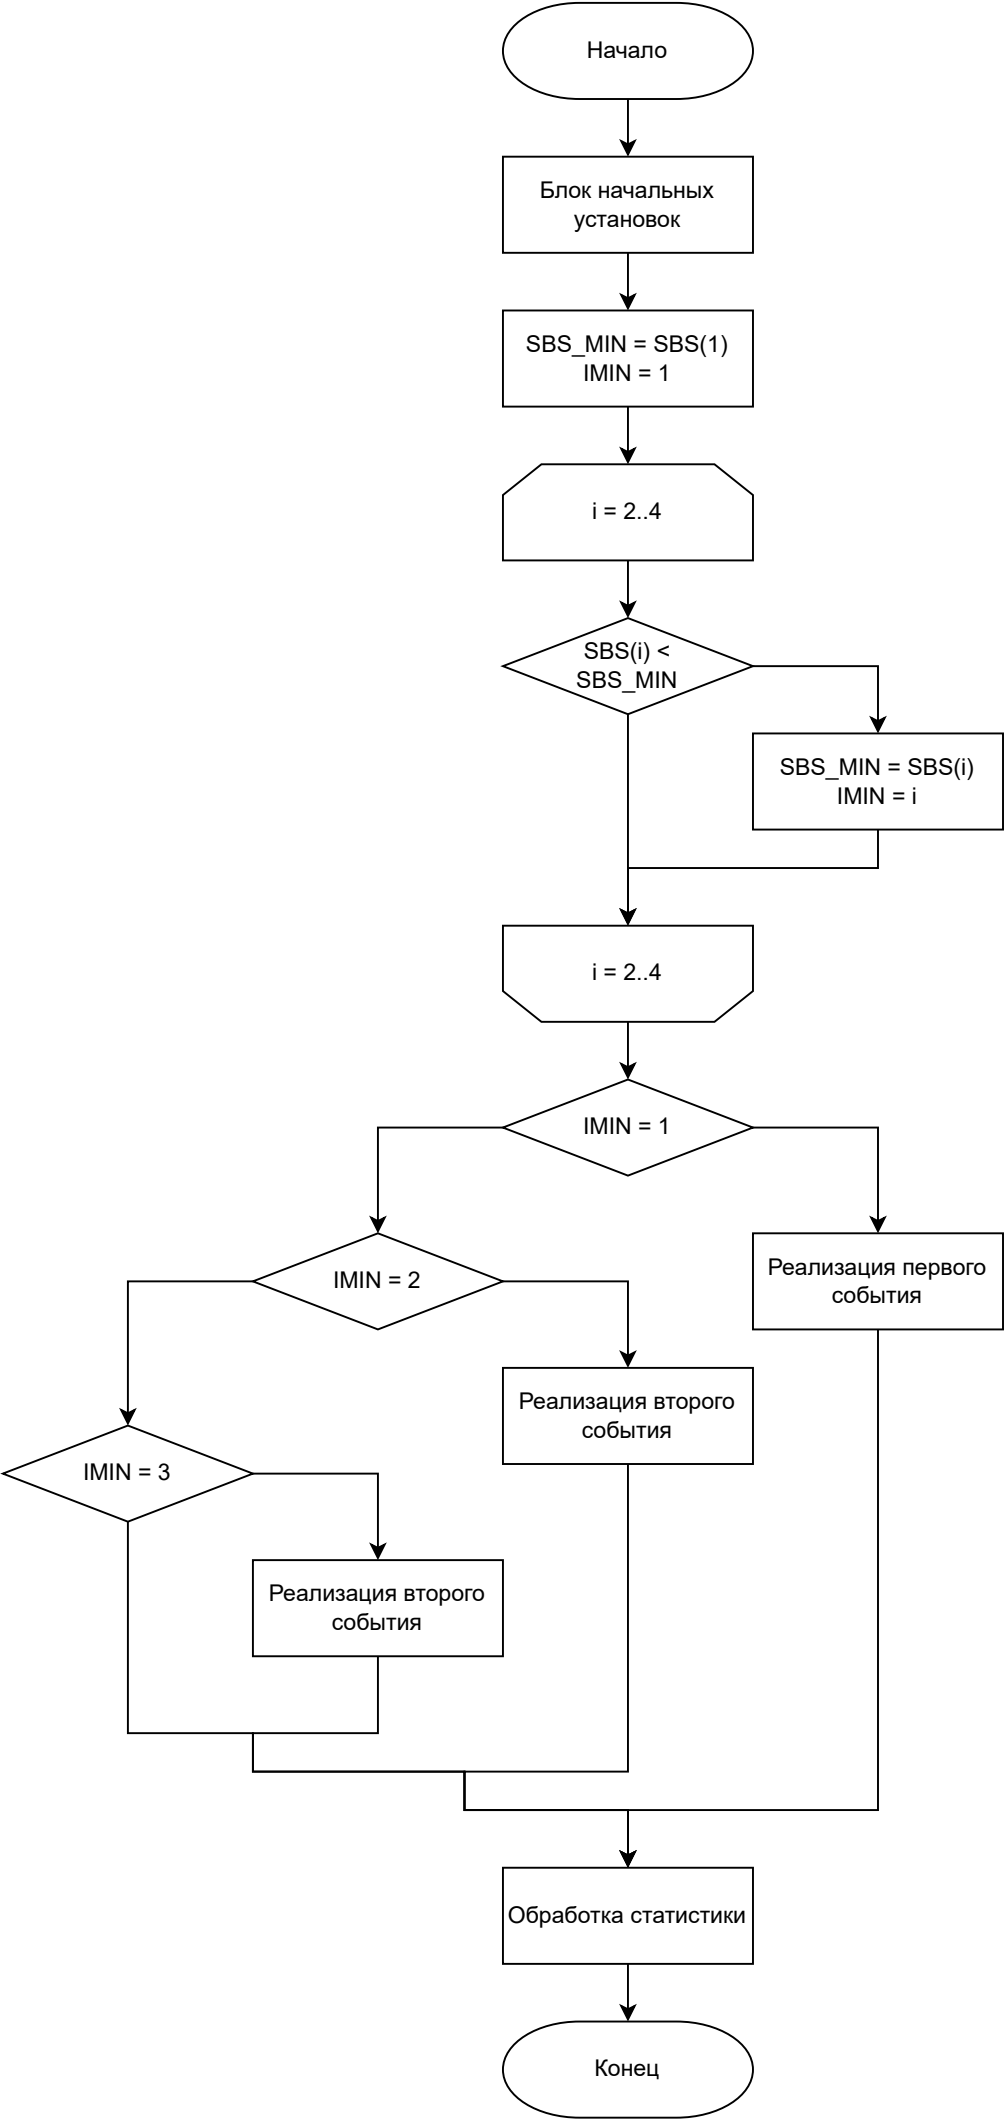 Начало
Блок начальных
установок
SBS_MIN = SBS(1)
IMIN = 1
i = 2..4
SBS(i) <
SBS_MIN
SBS_MIN = SBS(i)
IMIN = i
i = 2..4
IMIN = 1
IMIN = 2
Реализация первого
события
Реализация второго
события
IMIN = 3
Реализация второго
события
Обработка статистики
Конец